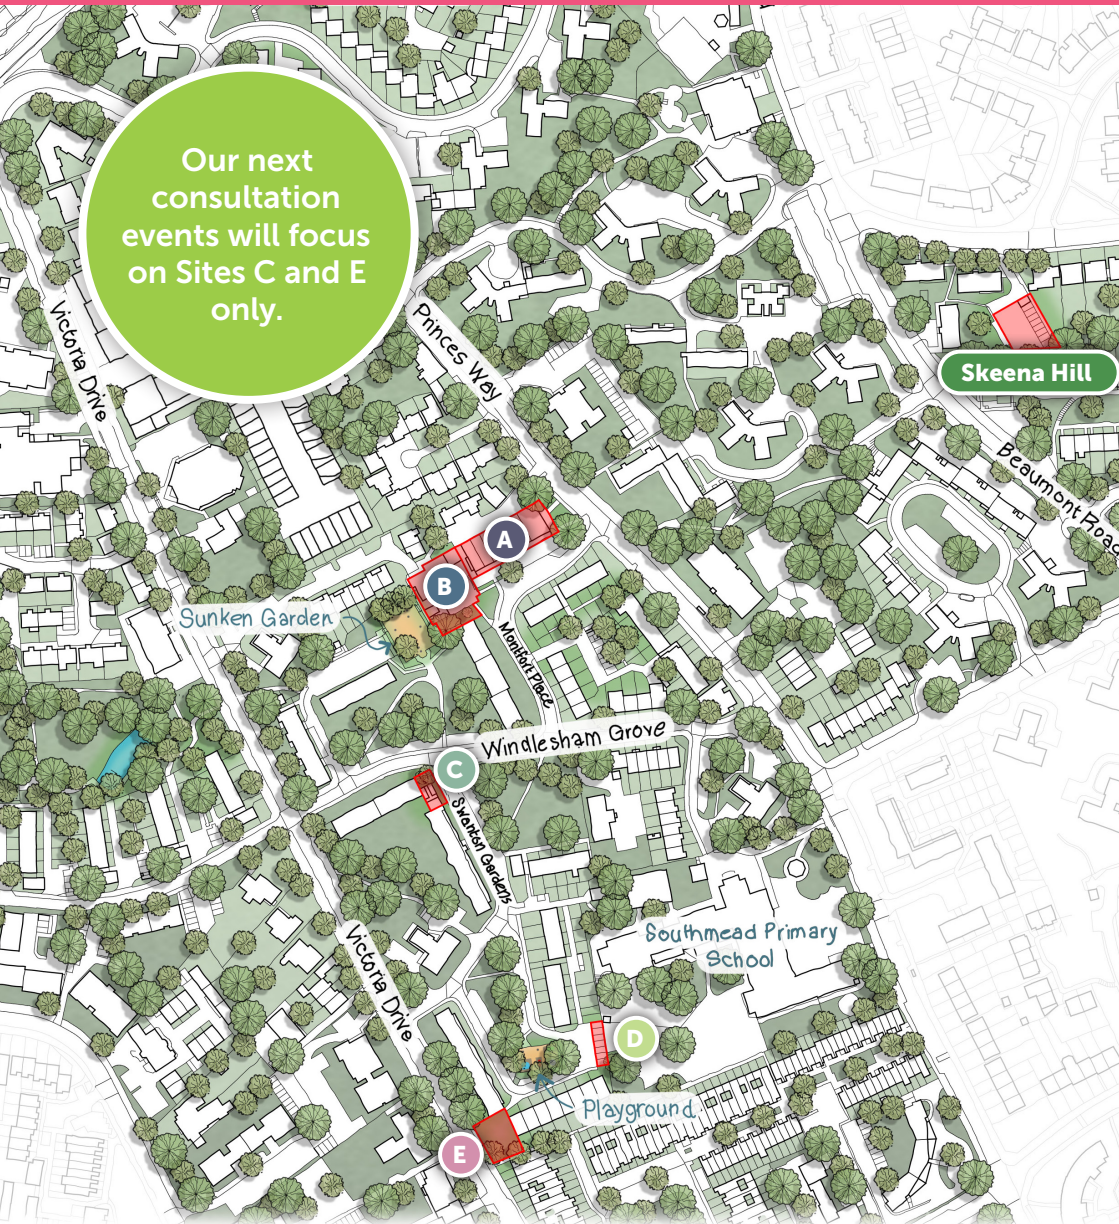 Our next
consultation
events will focus
on Sites C and E
only.
Victoria Drive
Princes Way
Skeena Hill
Beaumont Road
A
B
Sunken Garden
Montfort Place
Windlesham Grove
C
Swanton Gardens
Southmead Primary
School
Victoria Drive
D
Playground
E